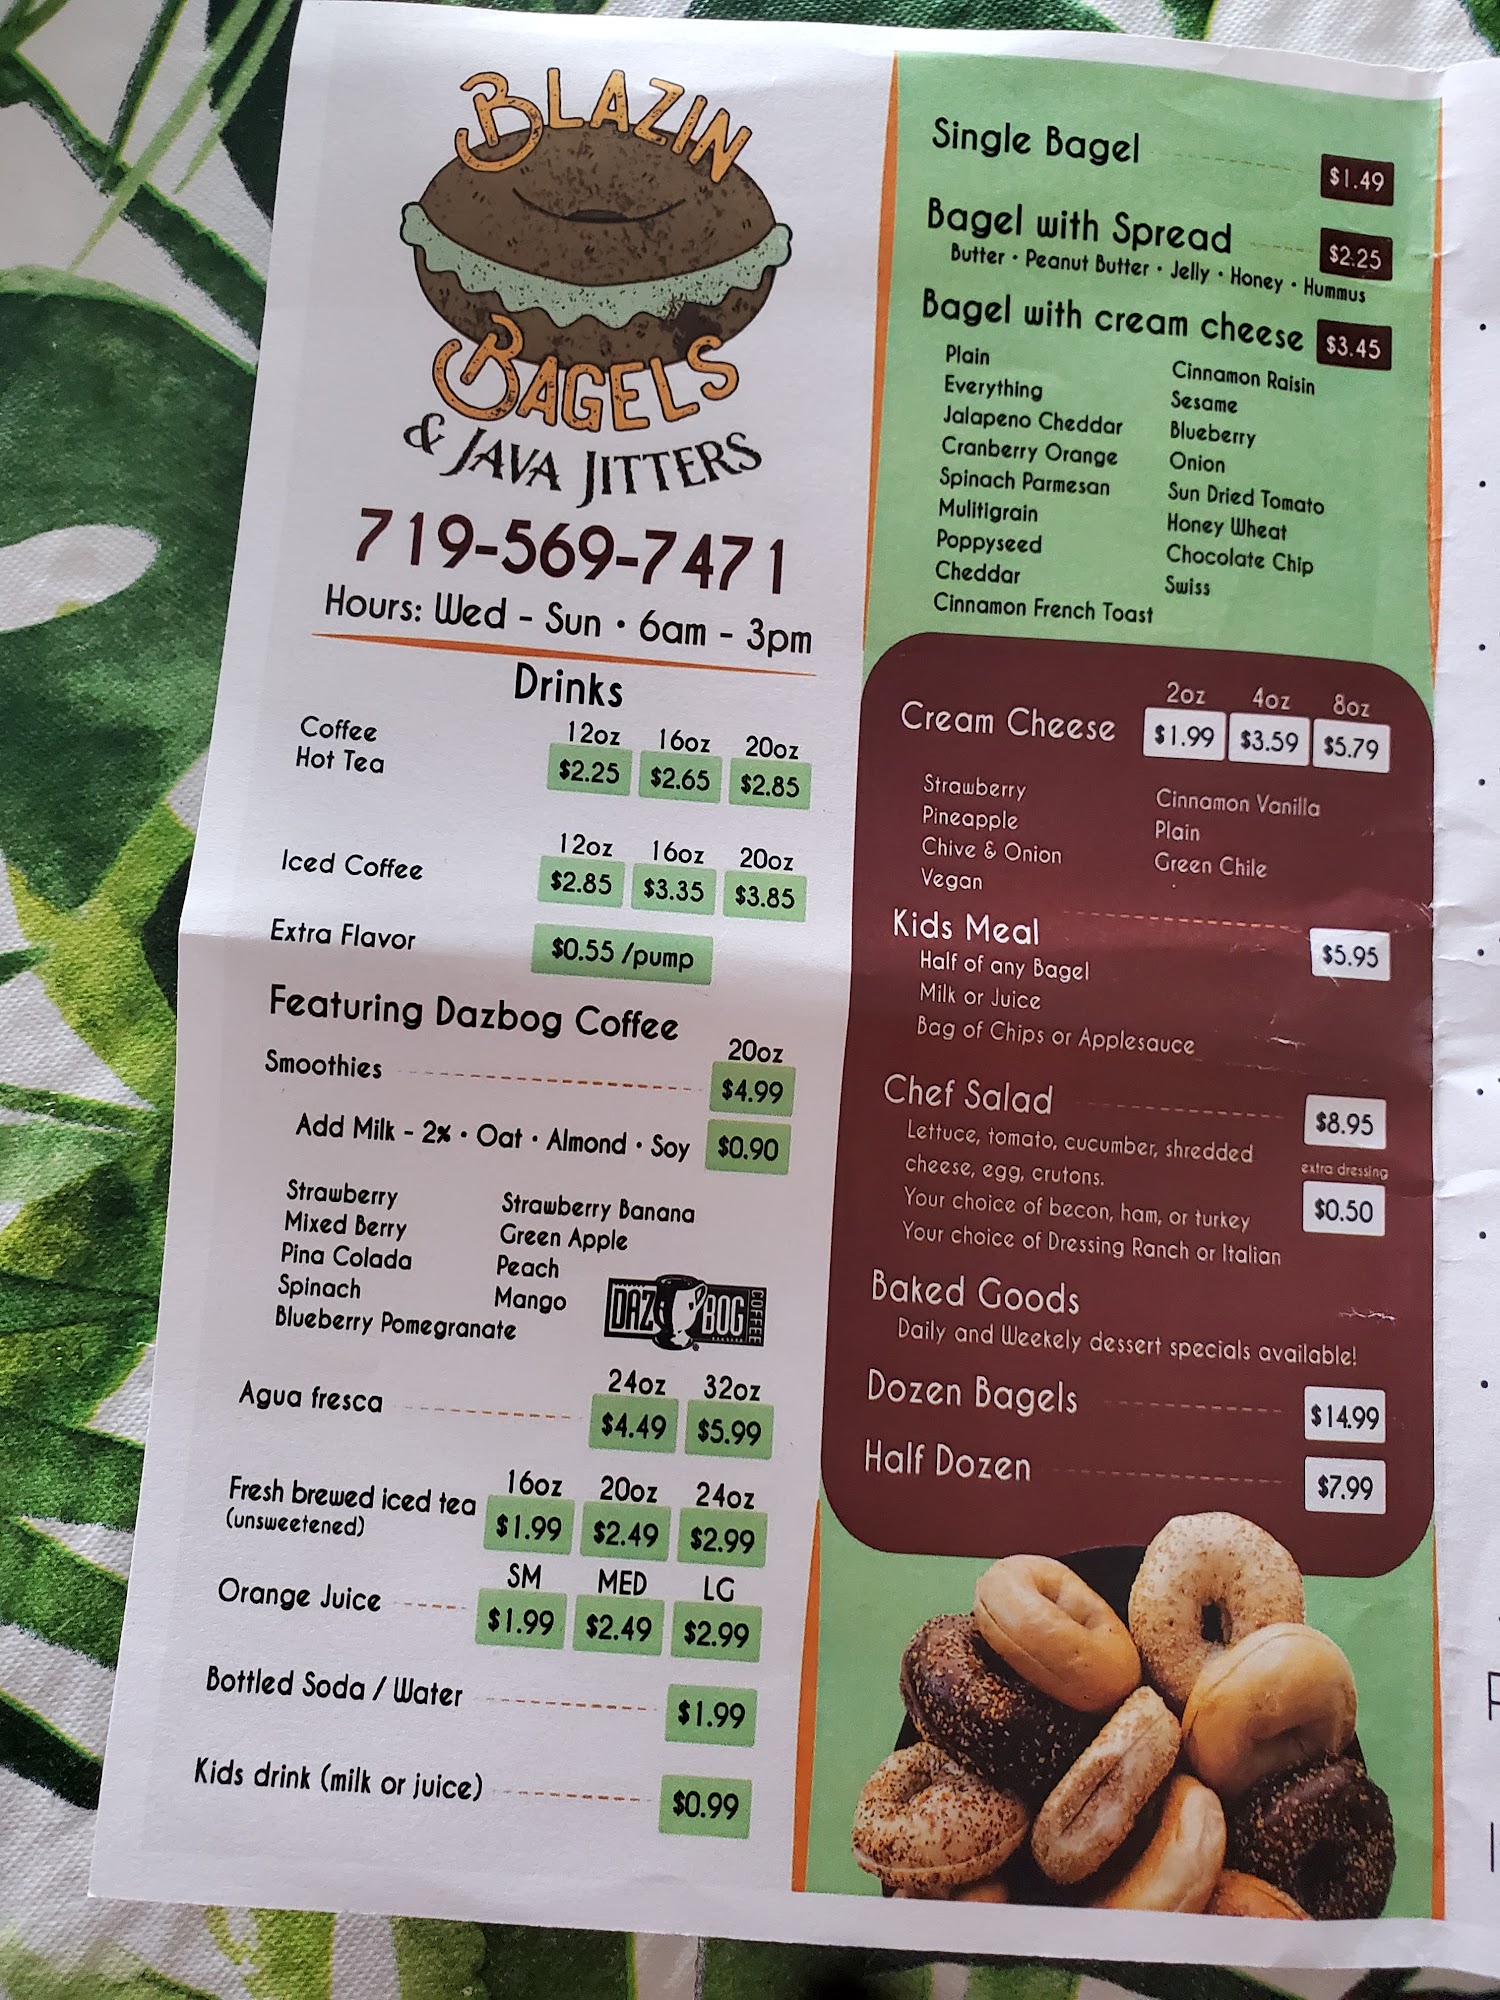 BLAZIN
BAGELS
& JAVA JITTERS
719-569-7471
Hours: Wed - Sun • 6am - 3pm
Drinks
Coffee
Hot Tea
12oz 16oz 20oz
$2.25 $2.65 $2.85
Iced Coffee
12oz 16oz 20oz
$2.85 $3.35 $3.85
Extra Flavor $0.55 /pump
Featuring Dazbog Coffee
20oz
Smoothies $4.99
Add Milk - 2% • Oat • Almond • Soy $0.90
Strawberry
Mixed Berry
Pina Colada
Spinach
Blueberry Pomegranate
Strawberry Banana
Green Apple
Peach
Mango
DAZBOG COFFEE
24oz 32oz
Agua fresca $4.49 $5.99
16oz 20oz 24oz
Fresh brewed iced tea $1.99 $2.49 $2.99
(unsweetened)
SM MED LG
Orange Juice $1.99 $2.49 $2.99
Bottled Soda / Water $1.99
Kids drink (milk or juice) $0.99
Single Bagel $1.49
Bagel with Spread $2.25
Butter • Peanut Butter • Jelly • Honey • Hummus
Bagel with cream cheese $3.45
Plain
Everything
Jalapeno Cheddar
Cranberry Orange
Spinach Parmesan
Mulitigrain
Poppyseed
Cheddar
Cinnamon French Toast
Cinnamon Raisin
Sesame
Blueberry
Onion
Sun Dried Tomato
Honey Wheat
Chocolate Chip
Swiss
2oz 4oz 8oz
Cream Cheese $1.99 $3.59 $5.79
Strawberry
Pineapple
Chive & Onion
Vegan
Cinnamon Vanilla
Plain
Green Chile
Kids Meal $5.95
Half of any Bagel
Milk or Juice
Bag of Chips or Applesauce
Chef Salad $8.95
Lettuce, tomato, cucumber, shredded
cheese, egg, crutons.
Your choice of becon, ham, or turkey
Your choice of Dressing Ranch or Italian
extra dressing
$0.50
Baked Goods
Daily and Weekely dessert specials available!
Dozen Bagels $14.99
Half Dozen $7.99